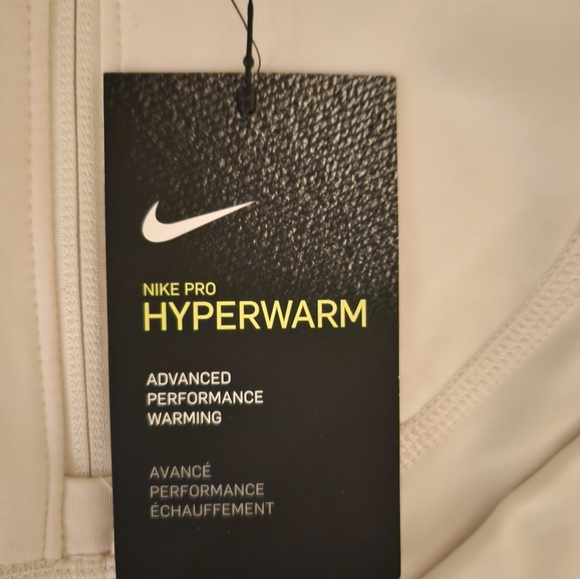 NIKE PRO
HYPERWARM
ADVANCED
PERFORMANCE
WARMING
AVANCÉ
PERFORMANCE
ÉCHAUFFEMENT